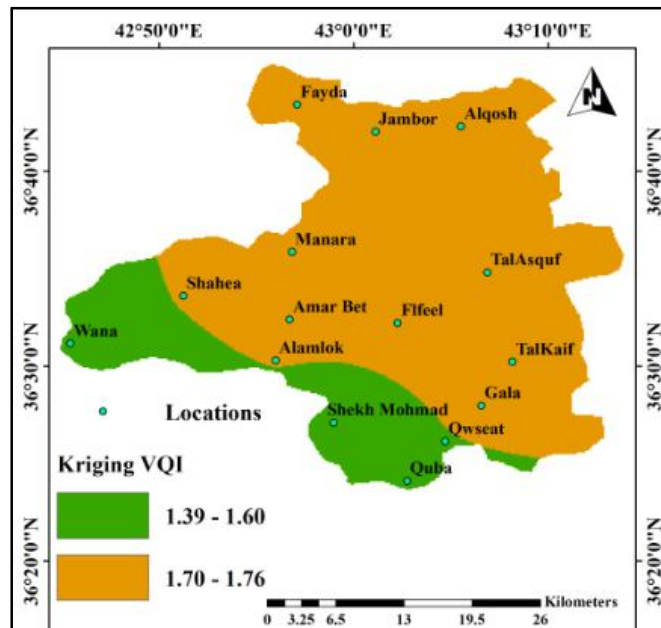 42°50'0"E 43°0'0"E 43°10'0"E
N
Fayda
Jambor
Alqosh
36°40'0"N 36°40'0"N
Manara
TalAsquf
Shahea
Amar Bet
Flfeel
Wana
Alamlok
TalKaif
36°30'0"N 36°30'0"N
Gala
Locations
Shekh Mohmad
Qwseat
Kriging VQI
Quba
1.39 - 1.60
1.70 - 1.76
36°20'0"N 36°20'0"N
Kilometers
0 3.25 6.5 13 19.5 26